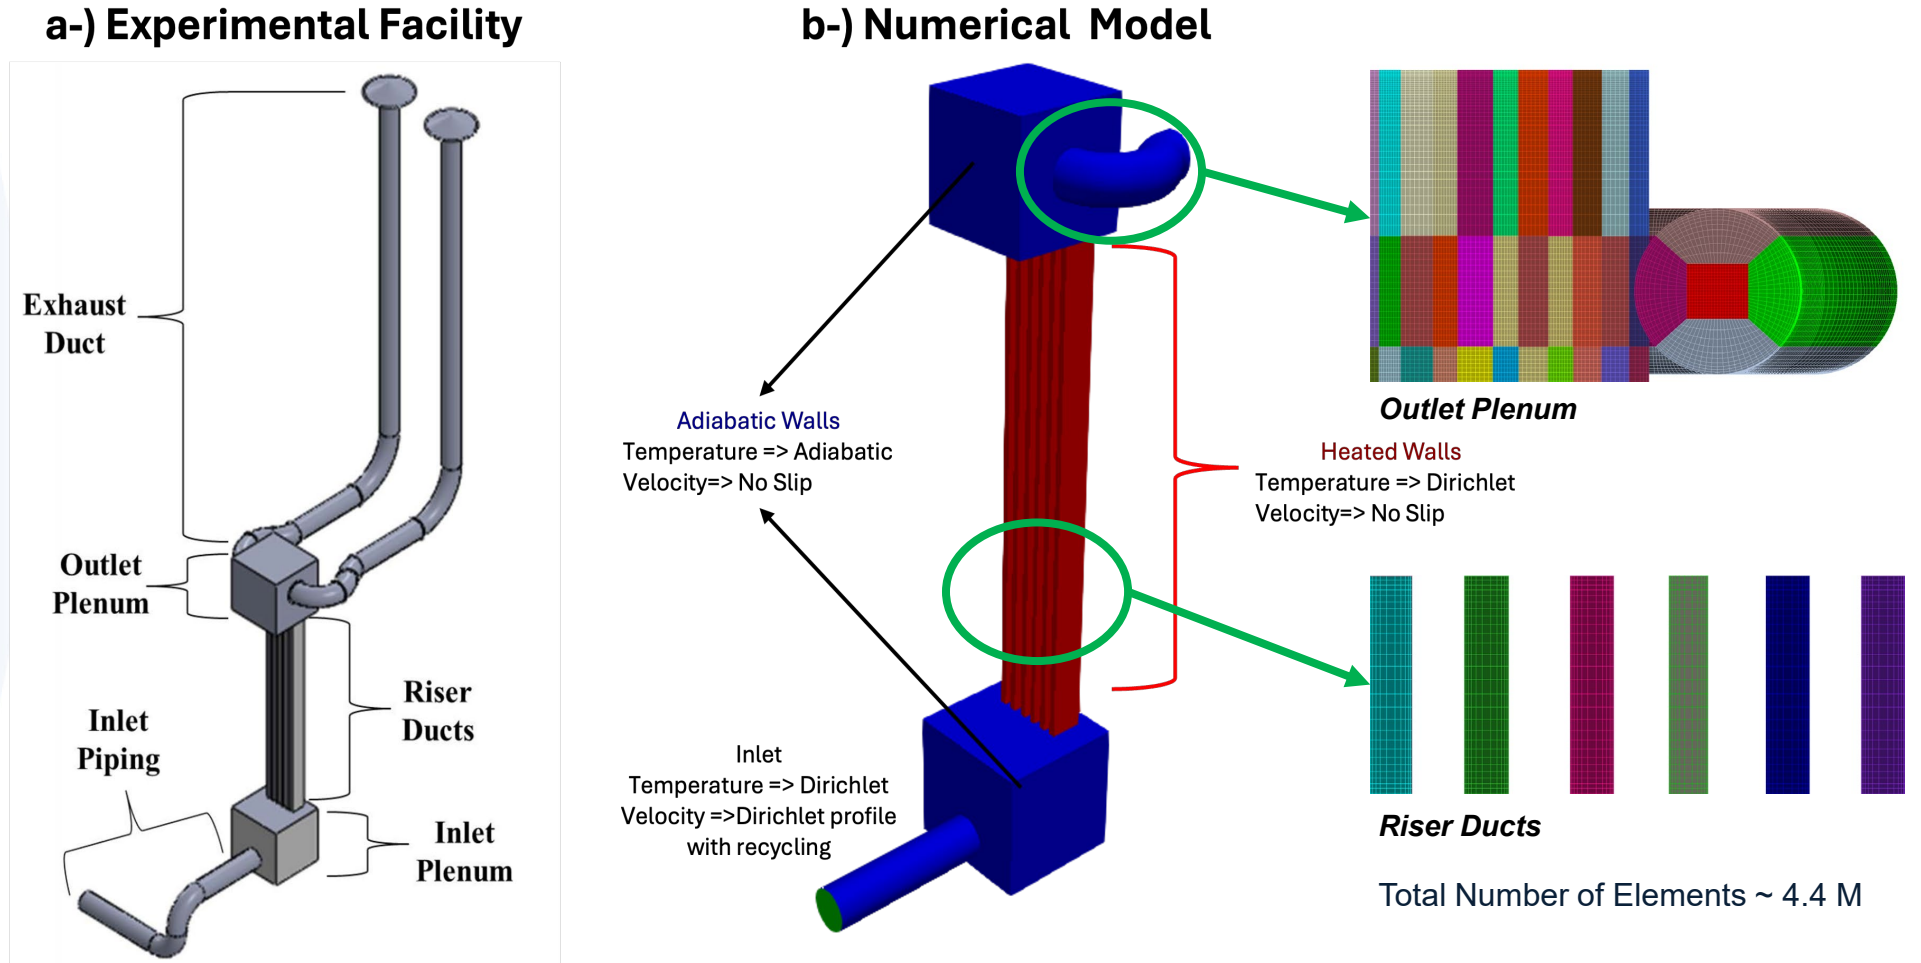 a-) Experimental Facility
Exhaust
Duct
Outlet
Plenum
Riser
Ducts
Inlet
Piping
Inlet
Plenum
b-) Numerical Model
Adiabatic Walls
Temperature => Adiabatic
Velocity=> No Slip
Heated Walls
Temperature => Dirichlet
Velocity=> No Slip
Inlet
Temperature => Dirichlet
Velocity =>Dirichlet profile
with recycling
Outlet Plenum
Riser Ducts
Total Number of Elements ~ 4.4 M